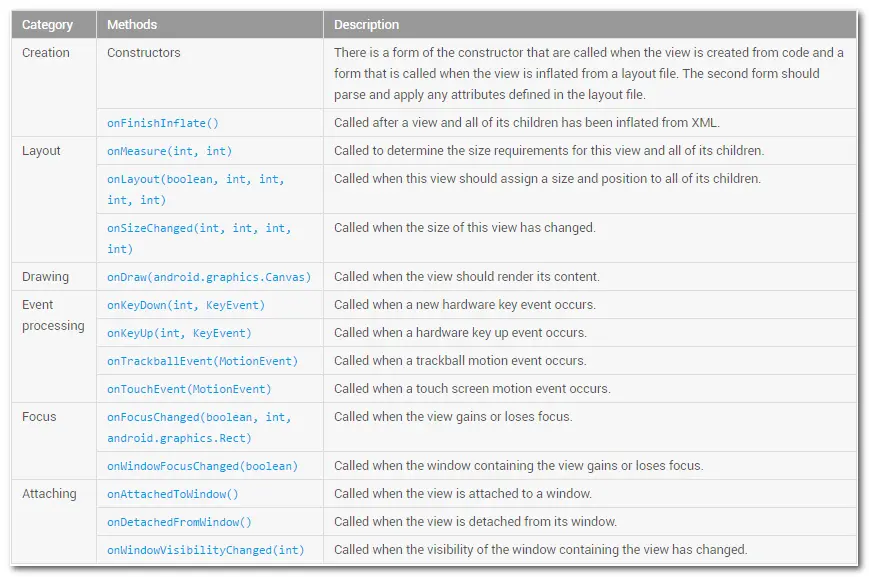 Category Methods Description
Creation Constructors There is a form of the constructor that are called when the view is created from code and a
form that is called when the view is inflated from a layout file. The second form should
parse and apply any attributes defined in the layout file.
onFinishInflate() Called after a view and all of its children has been inflated from XML.
Layout onMeasure(int, int) Called to determine the size requirements for this view and all of its children.
onLayout(boolean, int, int, Called when this view should assign a size and position to all of its children.
int, int)
onSizeChanged(int, int, int, Called when the size of this view has changed.
int)
Drawing onDraw(android.graphics.Canvas) Called when the view should render its content.
Event onKeyDown(int, KeyEvent) Called when a new hardware key event occurs.
processing onKeyUp(int, KeyEvent) Called when a hardware key up event occurs.
onTrackballEvent(MotionEvent) Called when a trackball motion event occurs.
onTouchEvent(MotionEvent) Called when a touch screen motion event occurs.
Focus onFocusChanged(boolean, int, Called when the view gains or loses focus.
android.graphics.Rect)
onWindowFocusChanged(boolean) Called when the window containing the view gains or loses focus.
Attaching onAttachedToWindow() Called when the view is attached to a window.
onDetachedFromWindow() Called when the view is detached from its window.
onWindowVisibilityChanged(int) Called when the visibility of the window containing the view has changed.